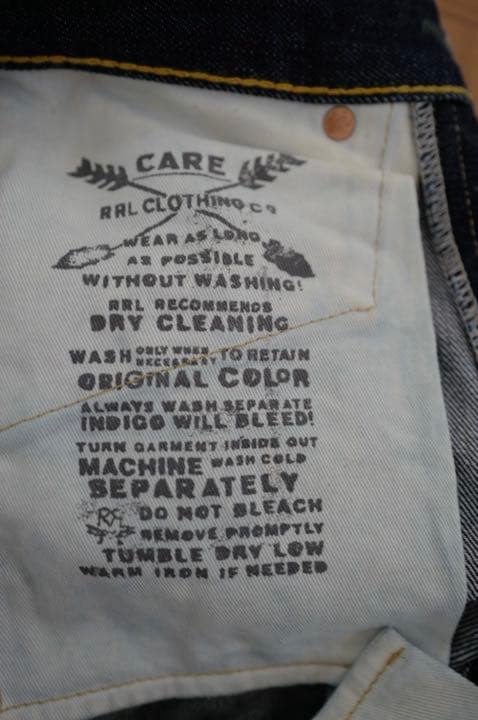 CARE
RRL CLOTHING CO
WEAR AS LONG
AS POSSIBLE
WITHOUT WASHING!
RRL RECOMMENDS
DRY CLEANING
WASH ONLY WHEN NECESSARY TO RETAIN
ORIGINAL COLOR
ALWAYS WASH SEPARATE
INDIGO WILL BLEED!
TURN GARMENT INSIDE OUT
MACHINE WASH COLD
SEPARATELY
RR DO NOT BLEACH
REMOVE PROMPTLY
TUMBLE DRY LOW
WARM IRON IF NEEDED